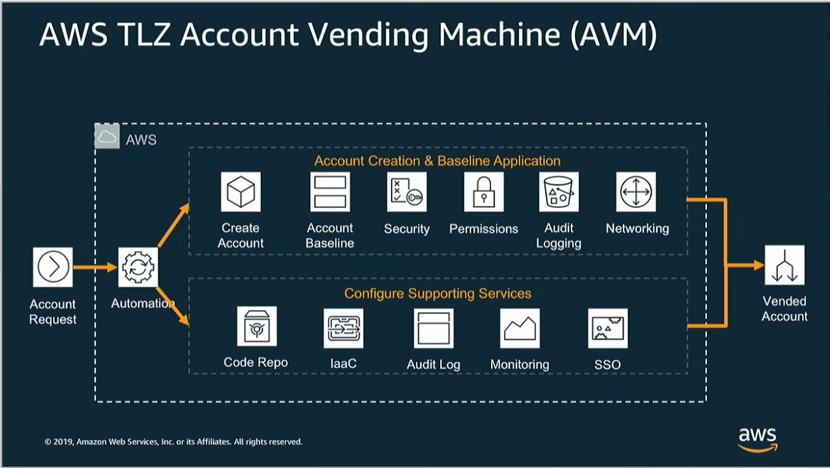 AWS TLZ Account Vending Machine (AVM)
AWS
Account Creation & Baseline Application
Create
Account
Account
Baseline
Security
Permissions
Audit
Logging
Networking
Account
Request
Automation
Configure Supporting Services
Code Repo
IaaC
Audit Log
Monitoring
SSO
Vended
Account
© 2019, Amazon Web Services, Inc. or its Affiliates. All rights reserved.
aws